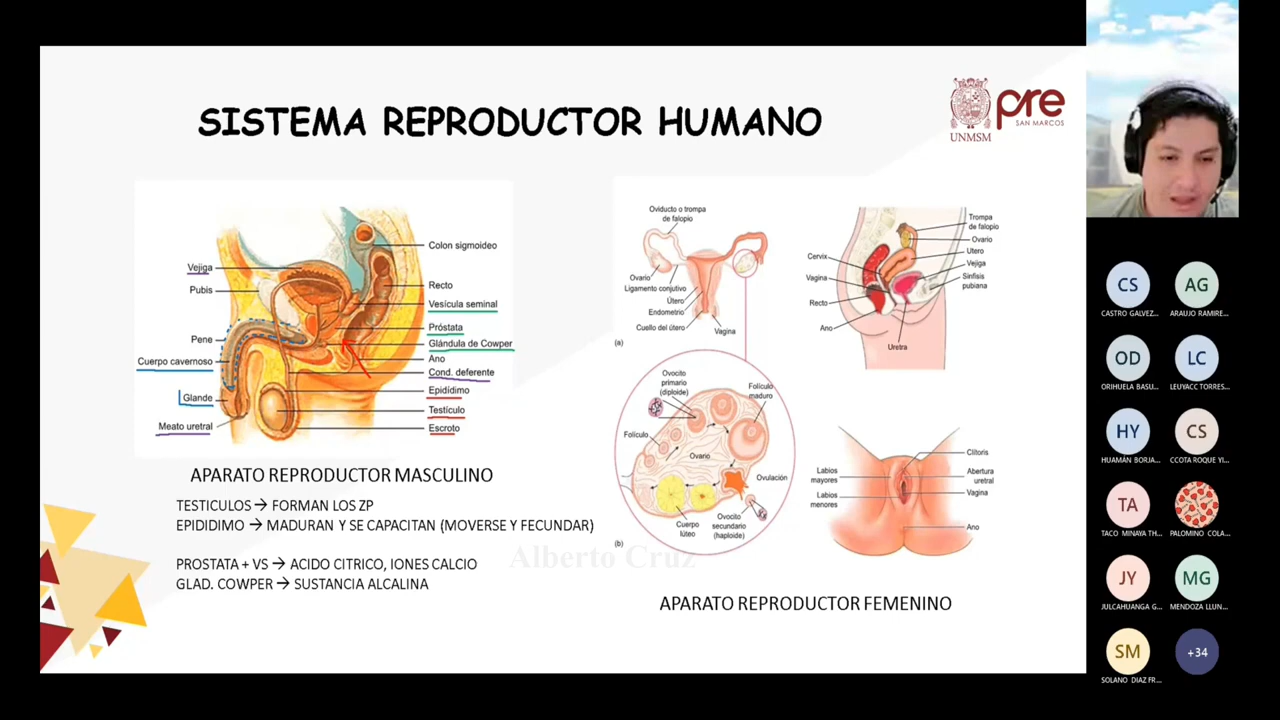 SISTEMA REPRODUCTOR HUMANO
UNMSM
pre
SAN MARCOS
Vejiga
Pubis
Pene
Cuerpo cavernoso
Glande
Meato uretral
Colon sigmoideo
Recto
Vesícula seminal
Próstata
Glándula de Cowper
Ano
Cond. deferente
Epidídimo
Testículo
Escroto
APARATO REPRODUCTOR MASCULINO
TESTICULOS → FORMAN LOS ZP
EPIDIDIMO → MADURAN Y SE CAPACITAN (MOVERSE Y FECUNDAR)
PROSTATA + VS → ACIDO CITRICO, IONES CALCIO
GLAD. COWPER → SUSTANCIA ALCALINA
Alberto Cruz
Oviducto o trompa
de falopio
Ovario
Ligamento conjutivo
Útero
Endometrio
Cuello del útero
Vagina
(a)
Cervix
Vagina
Recto
Ano
Uretra
Trompa
de falopio
Ovario
Utero
Vejiga
Sínfisis
pubiana
Ovocito
primario
(diploide)
Folículo
maduro
Folículo
Ovario
Ovulación
Cuerpo
lúteo
Ovocito
secundario
(haploide)
(b)
Labios
mayores
Labios
menores
Clítoris
Abertura
uretral
Vagina
Ano
APARATO REPRODUCTOR FEMENINO
CS
CASTRO GALVEZ...
AG
ARAUJO RAMIRE...
OD
ORIHUELA BASU...
LC
LEUYACC TORRES...
HY
HUAMÁN BORJA...
CS
CCOTA ROQUE YI...
TA
TACO MINAYA TH...
PALOMINO COLA...
JY
JULCAHUANGA G...
MG
MENDOZA LLUN...
SM
SOLANO DIAZ FR...
+34